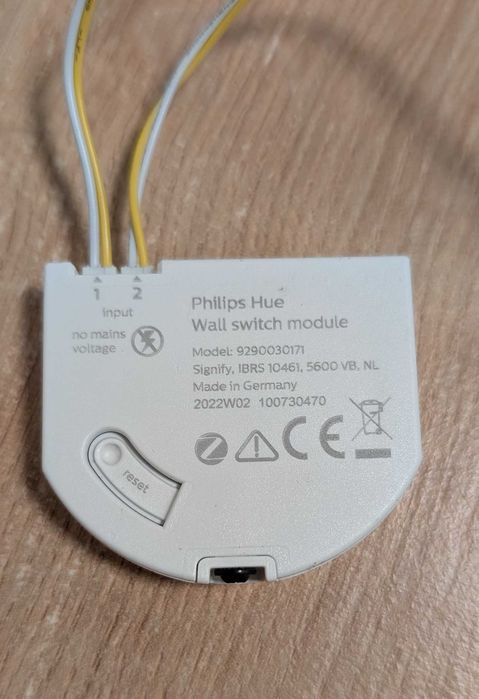 1 2
Input
no mains
voltage
Philips Hue
Wall switch module
Model: 9290030171
Signify, IBRS 10461, 5600 VB, NL
Made in Germany
2022W02 100730470
CE
reset